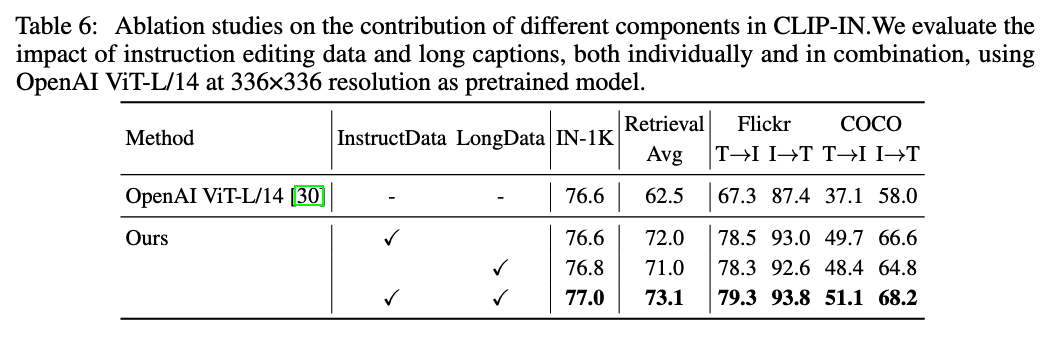 Table 6: Ablation studies on the contribution of different components in CLIP-IN.We evaluate the
impact of instruction editing data and long captions, both individually and in combination, using
OpenAI ViT-L/14 at 336×336 resolution as pretrained model.
Method InstructData LongData IN-1K Retrieval Avg Flickr COCO
T→I I→T T→I I→T
OpenAI ViT-L/14 [30] - - 76.6 62.5 67.3 87.4 37.1 58.0
Ours ✓ 76.6 72.0 78.5 93.0 49.7 66.6
✓ 76.8 71.0 78.3 92.6 48.4 64.8
✓ ✓ 77.0 73.1 79.3 93.8 51.1 68.2